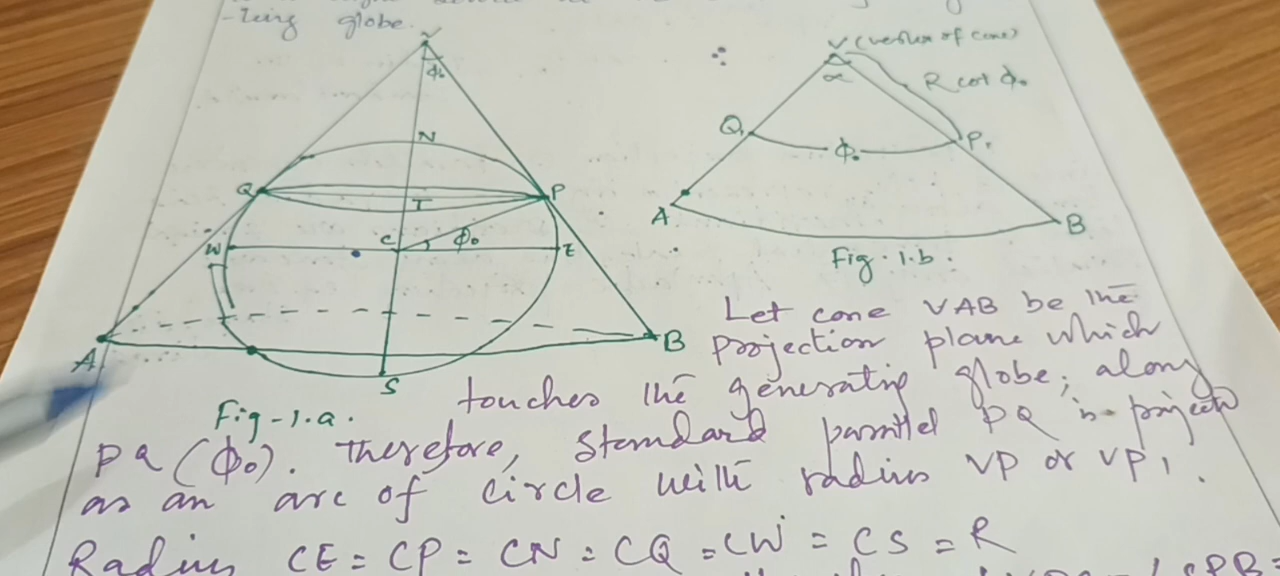 -ting globe.
V
ϕ₀
N
Q
P
T
W
C
ϕ₀
E
A
B
S
Fig-1.a.
V (vertex of cone)
α
R cot ϕ₀
Q₁
ϕ₀
P₁
A
B
Fig. 1.b.
Let cone VAB be the
projection plane which
touches the generating globe, along
PQ (ϕ₀). Therefore, standard parallel PQ is project
as an arc of circle with radius VP or VP₁.
Radius CE = CP = CN = CQ = CW = CS = R